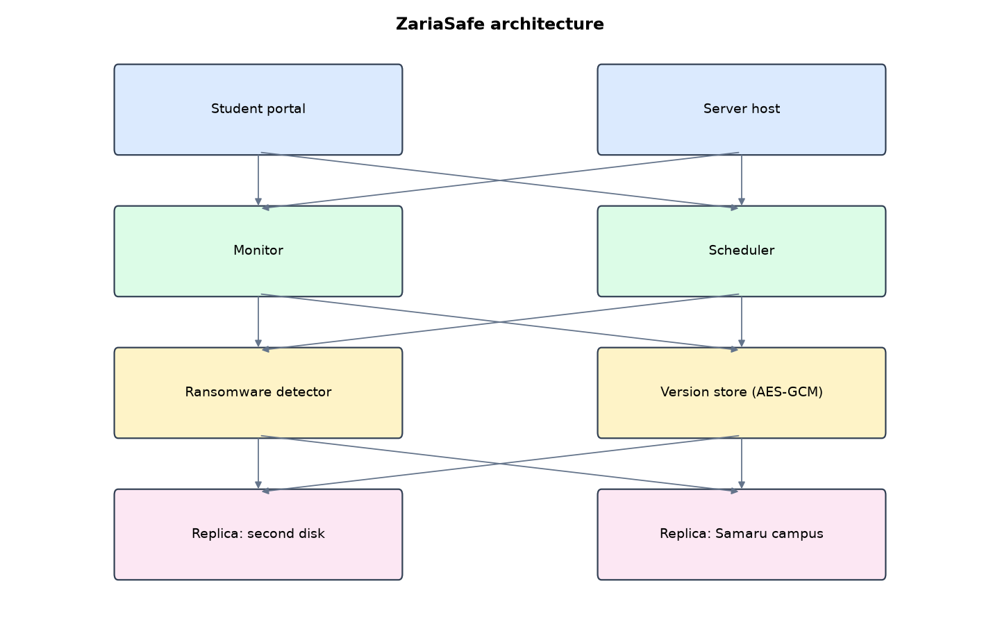 ZariaSafe architecture
Student portal
Server host
Monitor
Scheduler
Ransomware detector
Version store (AES-GCM)
Replica: second disk
Replica: Samaru campus